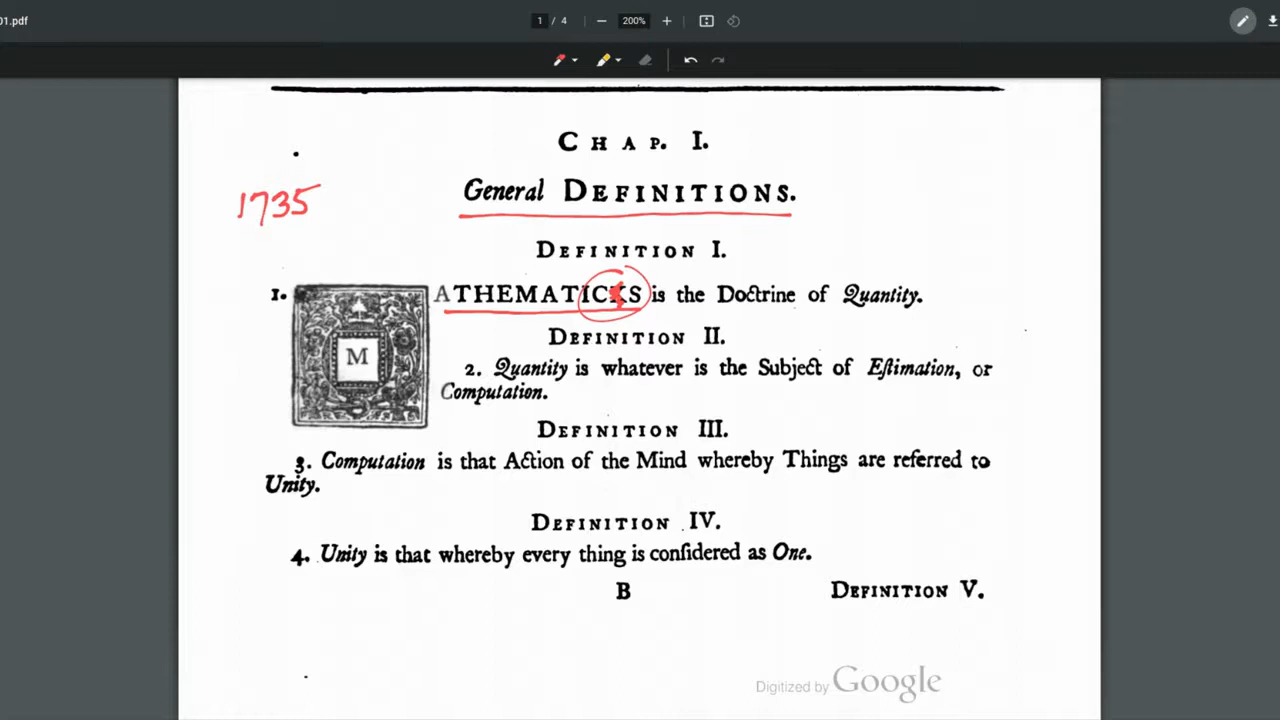 01.pdf
1 / 4
200%
CHAP. I.
1735
General DEFINITIONS.
DEFINITION I.
1. MATHEMATICKS is the Doctrine of Quantity.
DEFINITION II.
2. Quantity is whatever is the Subject of Eſtimation, or
Computation.
DEFINITION III.
3. Computation is that Action of the Mind whereby Things are referred to
Unity.
DEFINITION IV.
4. Unity is that whereby every thing is conſidered as One.
B DEFINITION V.
Digitized by Google